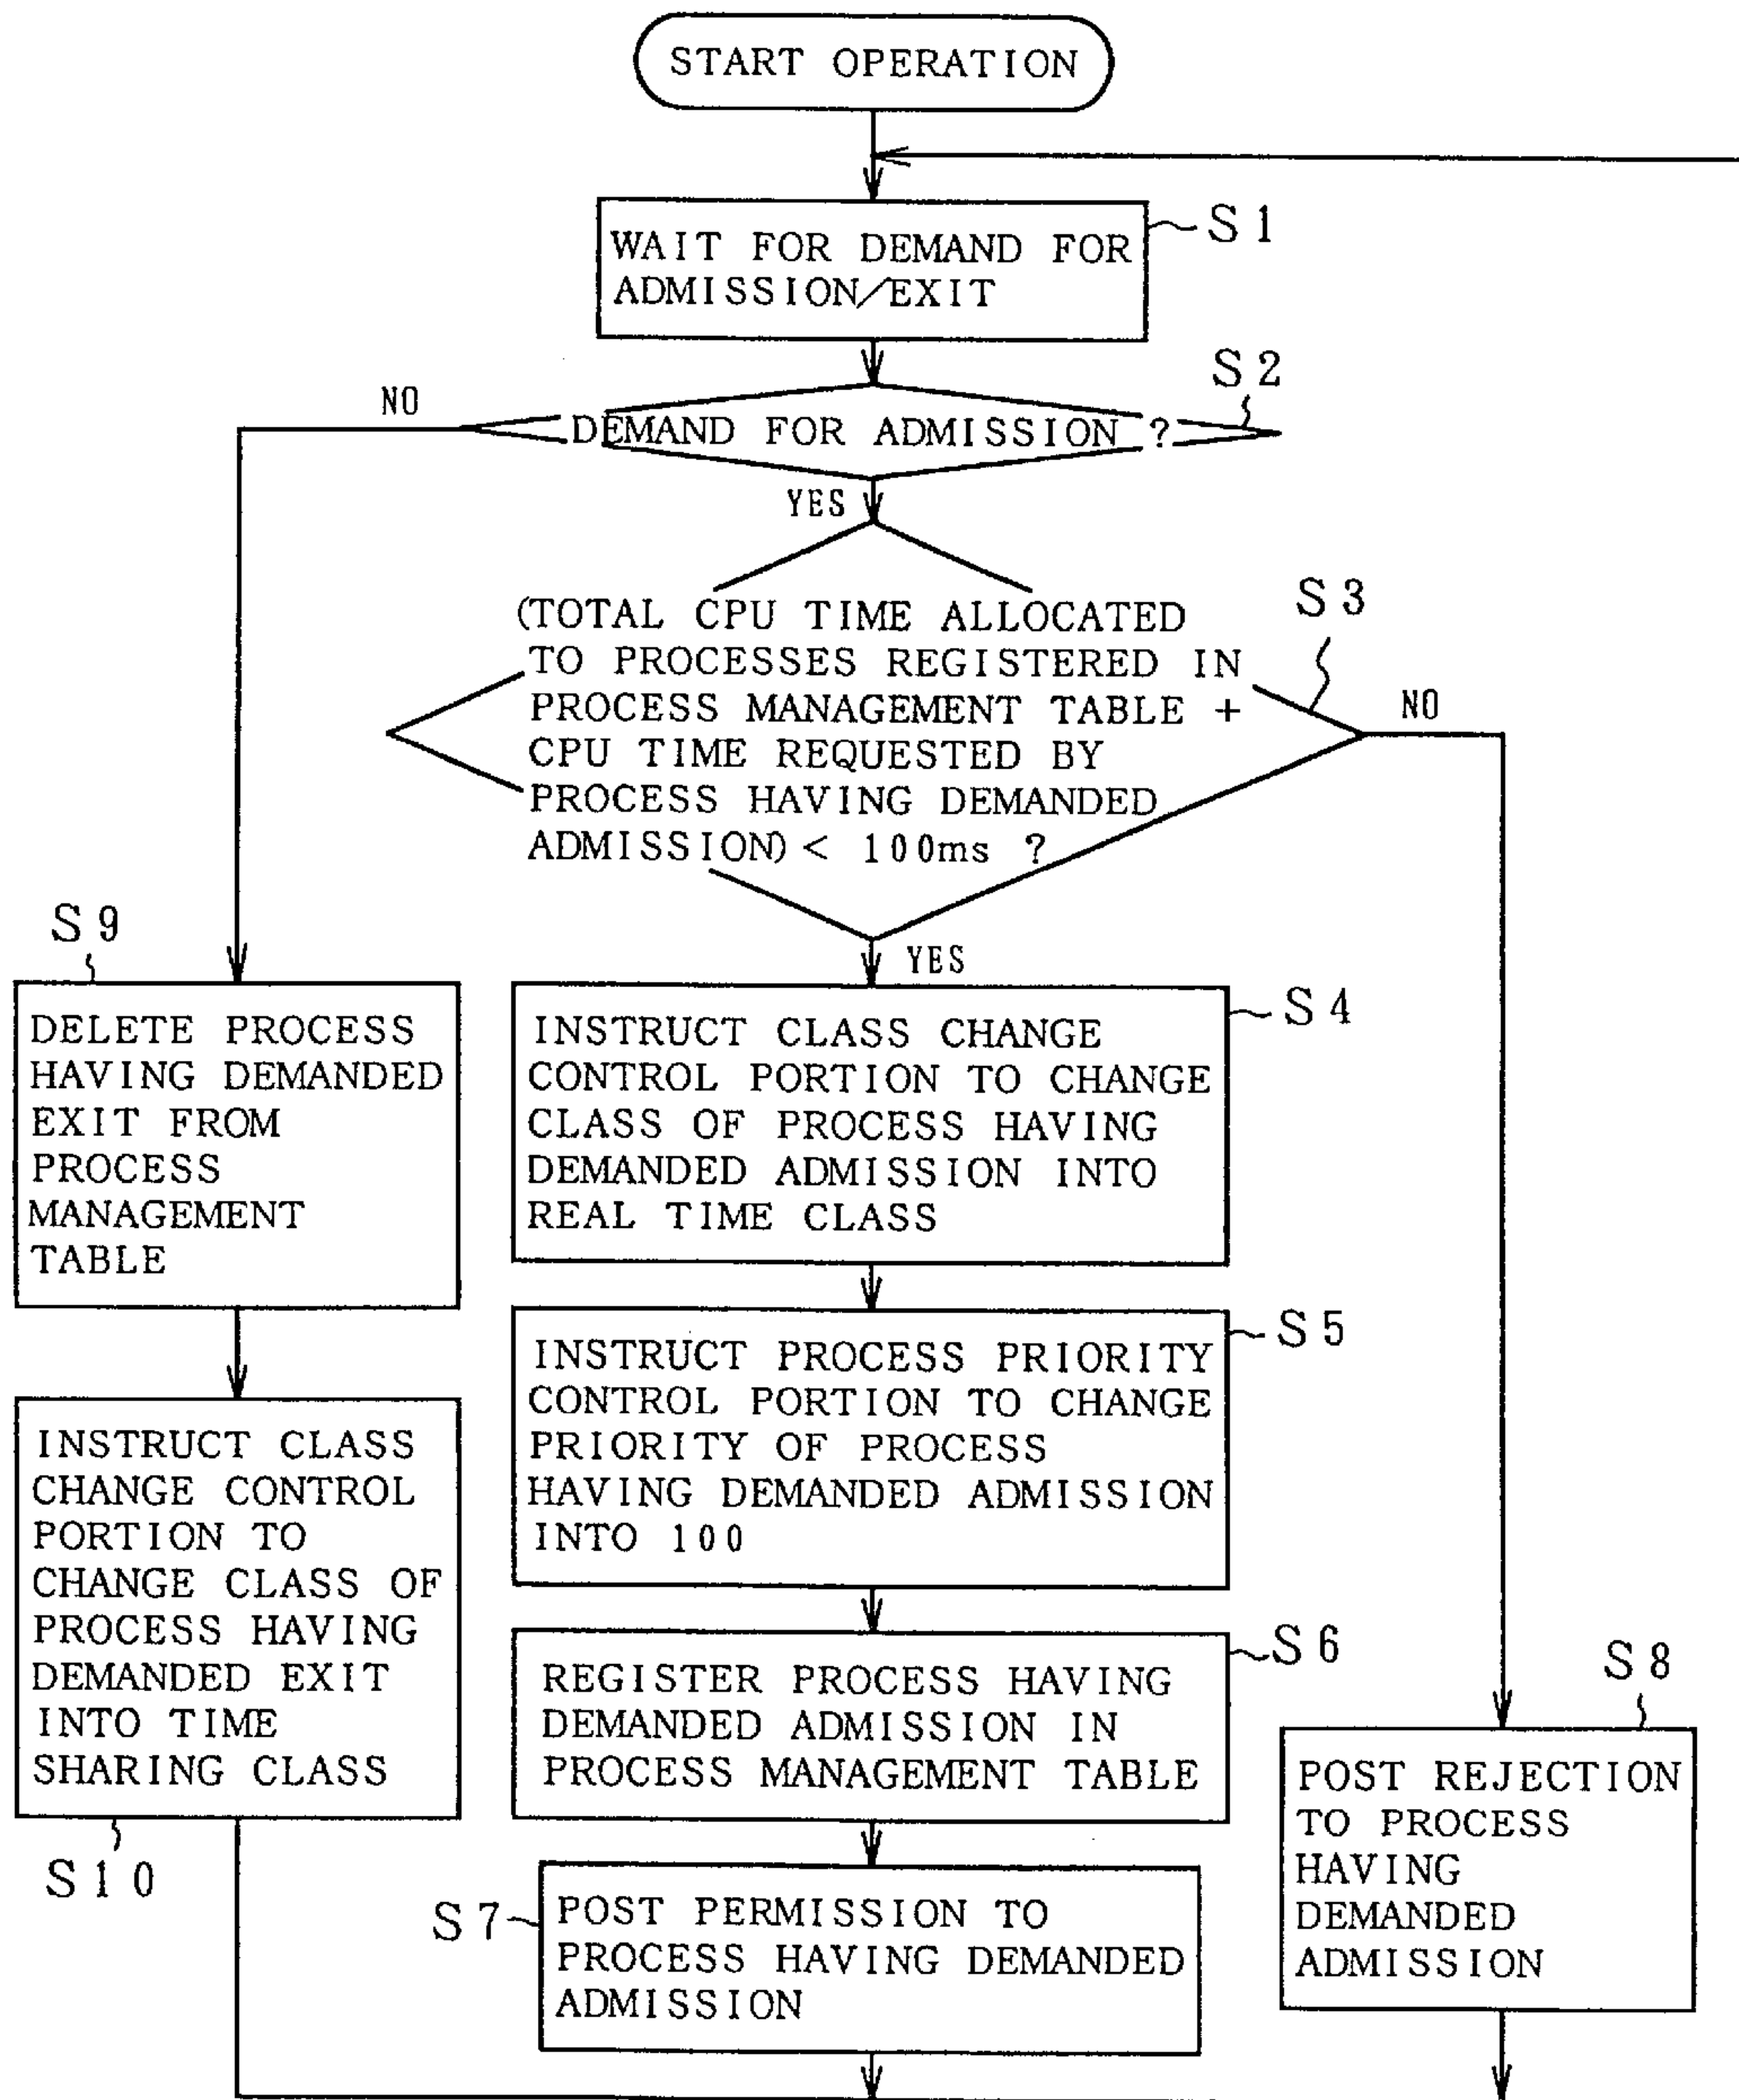 START OPERATION
WAIT FOR DEMAND FOR
ADMISSION/EXIT
S1
DEMAND FOR ADMISSION ?
S2
NO
YES
(TOTAL CPU TIME ALLOCATED
TO PROCESSES REGISTERED IN
PROCESS MANAGEMENT TABLE +
CPU TIME REQUESTED BY
PROCESS HAVING DEMANDED
ADMISSION) < 100ms ?
S3
NO
YES
S9
DELETE PROCESS
HAVING DEMANDED
EXIT FROM
PROCESS
MANAGEMENT
TABLE
INSTRUCT CLASS CHANGE
CONTROL PORTION TO CHANGE
CLASS OF PROCESS HAVING
DEMANDED ADMISSION INTO
REAL TIME CLASS
S4
INSTRUCT PROCESS PRIORITY
CONTROL PORTION TO CHANGE
PRIORITY OF PROCESS
HAVING DEMANDED ADMISSION
INTO 100
S5
INSTRUCT CLASS
CHANGE CONTROL
PORTION TO
CHANGE CLASS OF
PROCESS HAVING
DEMANDED EXIT
INTO TIME
SHARING CLASS
S10
REGISTER PROCESS HAVING
DEMANDED ADMISSION IN
PROCESS MANAGEMENT TABLE
S6
S8
POST REJECTION
TO PROCESS
HAVING
DEMANDED
ADMISSION
S7
POST PERMISSION TO
PROCESS HAVING DEMANDED
ADMISSION